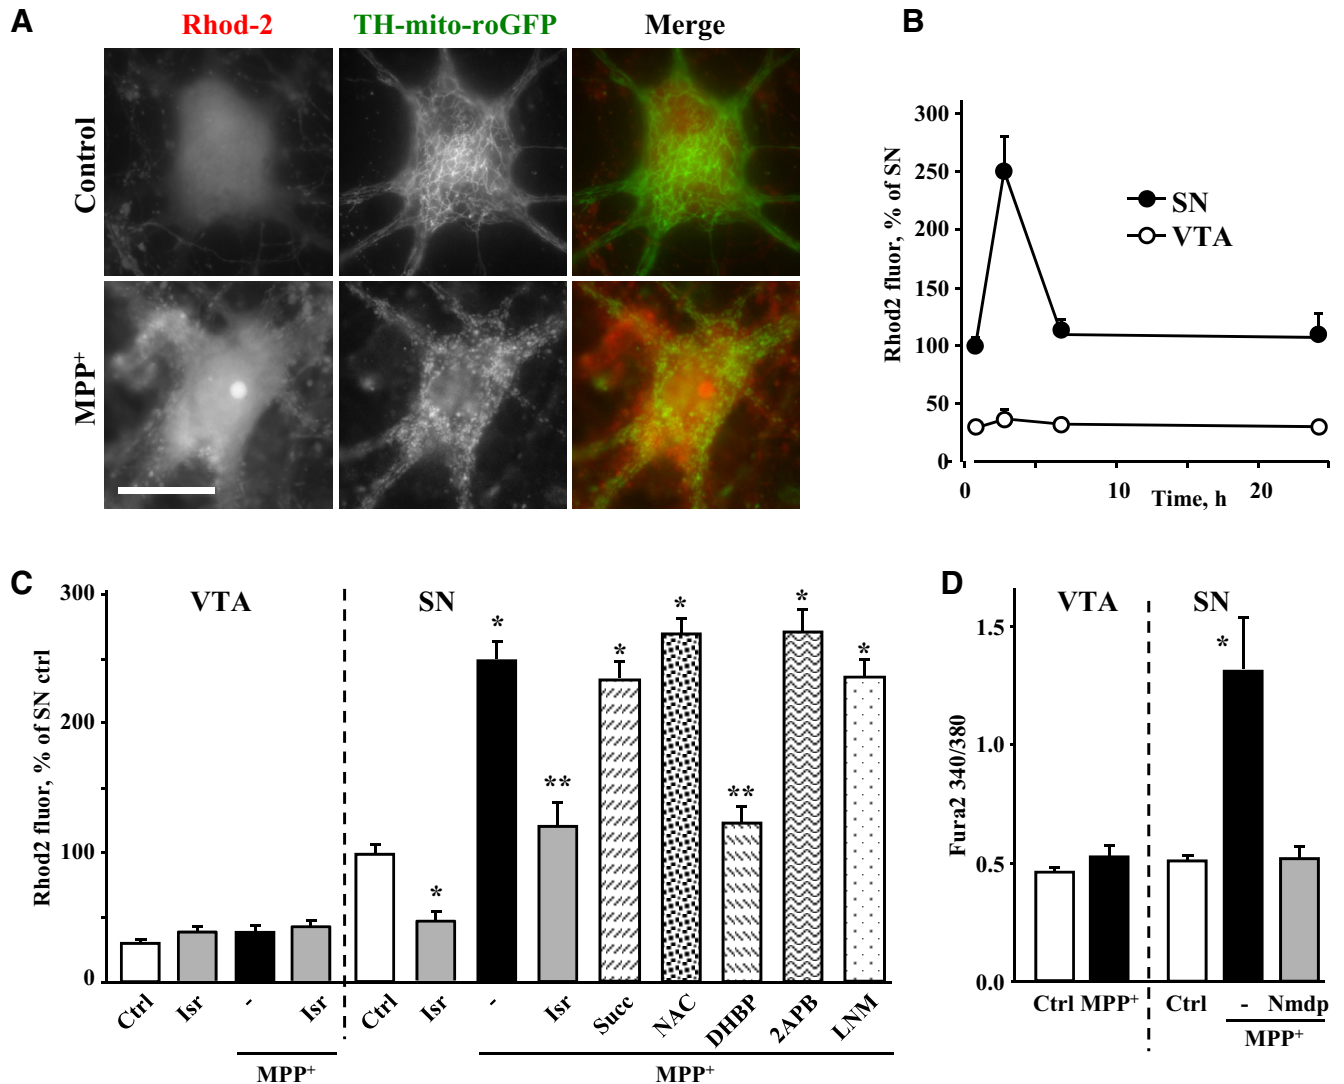 A
Rhod-2 TH-mito-roGFP Merge
Control
MPP⁺
B
Rhod2 fluor, % of SN
300
250
200
150
100
50
0
SN
VTA
0 10 20
Time, h
C
Rhod2 fluor, % of SN ctrl
300
200
100
0
VTA SN
* * ** * * ** * *
Ctrl Isr - Isr Ctrl Isr - Isr Succ NAC DHBP 2APB LNM
MPP⁺ MPP⁺
D
Fura2 340/380
1.5
1.0
0.5
0.0
VTA SN
*
Ctrl MPP⁺ Ctrl - Nmdp
MPP⁺